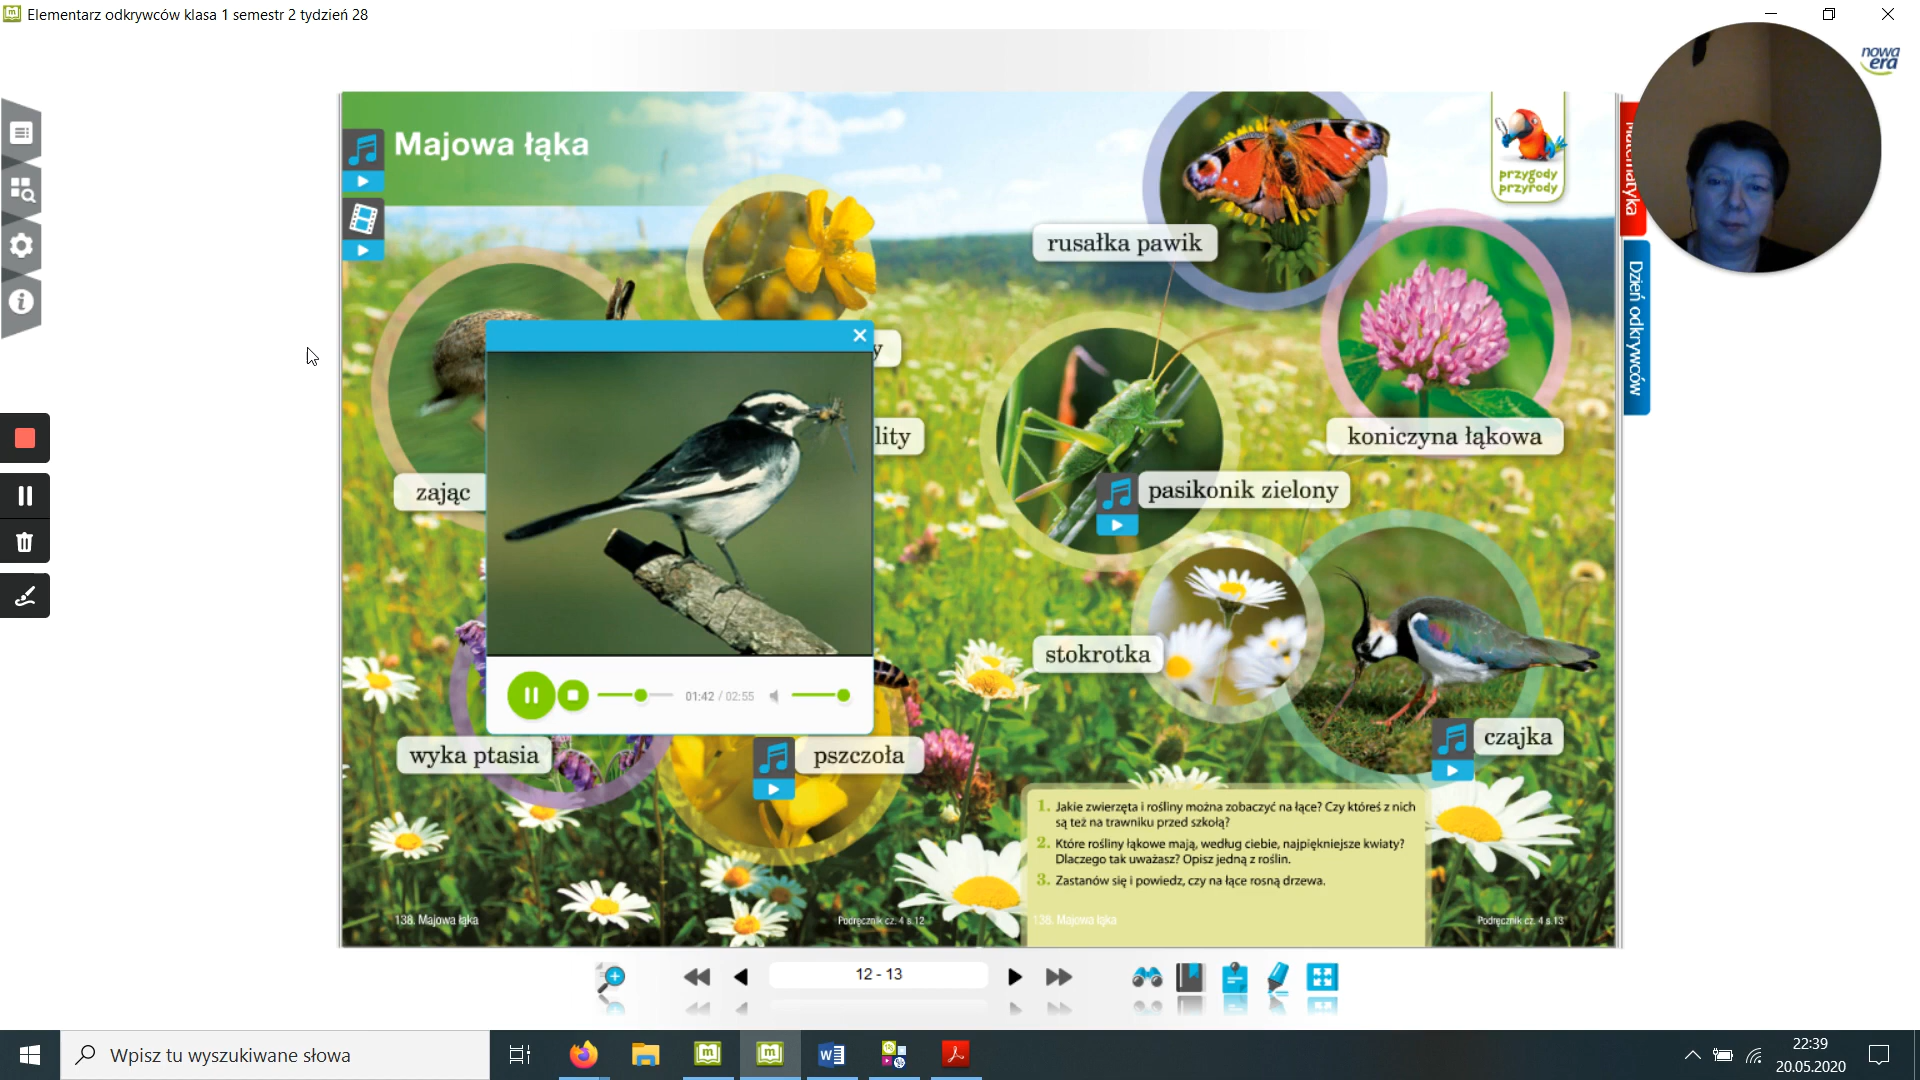 Elementarz odkrywców klasa 1 semestr 2 tydzień 28
nowa
era
Majowa łąka
przygody
przyrody
Matematyka
Dzień odkrywców
rusałka pawik
y
koniczyna łąkowa
lity
zając
pasikonik zielony
stokrotka
01:42 / 02:55
czajka
wyka ptasia
pszczoła
1. Jakie zwierzęta i rośliny można zobaczyć na łące? Czy któreś z nich
są też na trawniku przed szkołą?
2. Które rośliny łąkowe mają, według ciebie, najpiękniejsze kwiaty?
Dlaczego tak uważasz? Opisz jedną z roślin.
3. Zastanów się i powiedz, czy na łące rosną drzewa.
138. Majowa łąka
Podręcznik cz. 4 s.12
138. Majowa łąka
Podręcznik cz. 4 s.13
12 - 13
Wpisz tu wyszukiwane słowa
22:39
20.05.2020